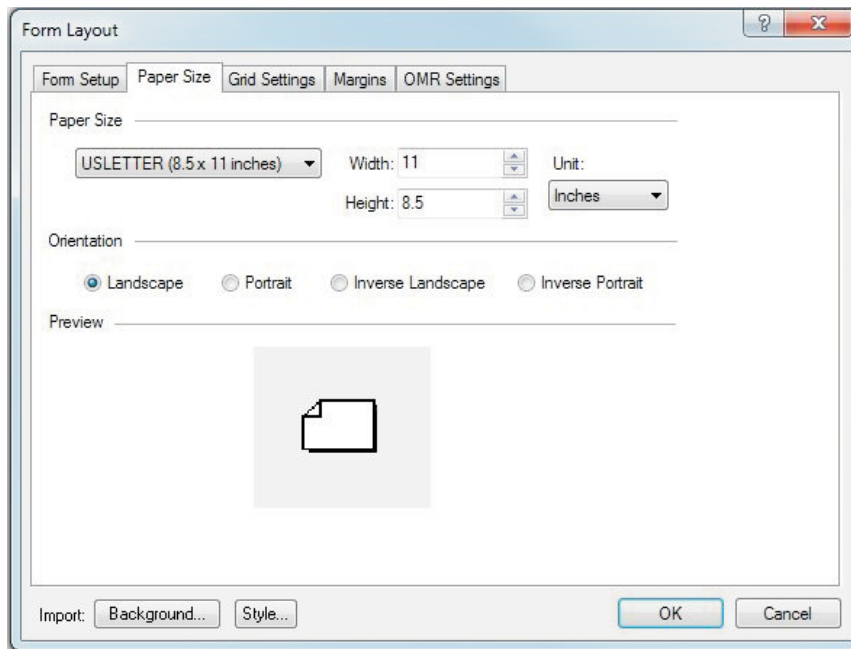 Form Layout
Form Setup Paper Size Grid Settings Margins OMR Settings
Paper Size
USLETTER (8.5 x 11 inches) Width: 11 Unit:
Height: 8.5 Inches
Orientation
Landscape Portrait Inverse Landscape Inverse Portrait
Preview
Import: Background... Style... OK Cancel